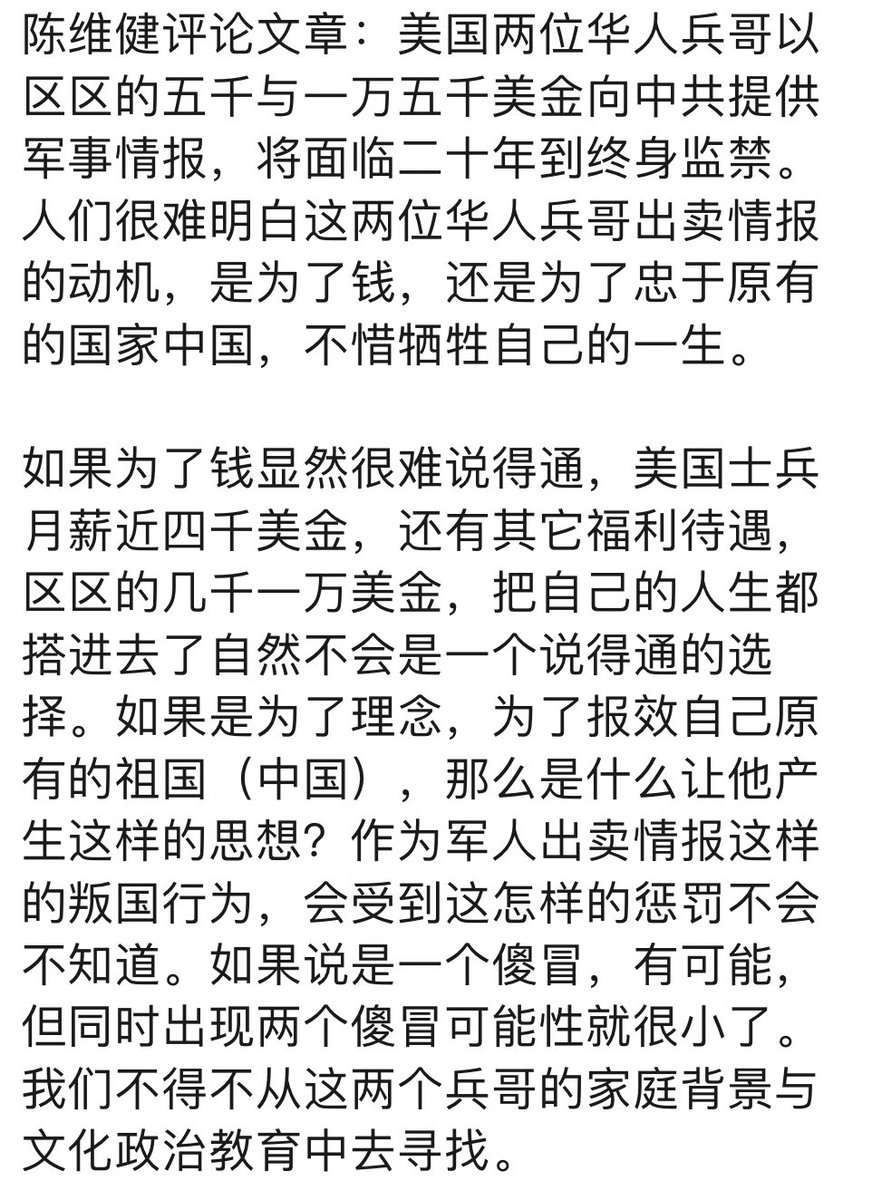 陈维健评论文章：美国两位华人兵哥以
区区的五千与一万五千美金向中共提供
军事情报，将面临二十年到终身监禁。
人们很难明白这两位华人兵哥出卖情报
的动机，是为了钱，还是为了忠于原有
的国家中国，不惜牺牲自己的一生。
如果为了钱显然很难说得通，美国士兵
月薪近四千美金，还有其它福利待遇，
区区的几千一万美金，把自己的人生都
搭进去了自然不会是一个说得通的选
择。如果是为了理念，为了报效自己原
有的祖国（中国），那么是什么让他产
生这样的思想？作为军人出卖情报这样
的叛国行为，会受到这怎样的惩罚不会
不知道。如果说是一个傻冒，有可能，
但同时出现两个傻冒可能性就很小了。
我们不得不从这两个兵哥的家庭背景与
文化政治教育中去寻找。